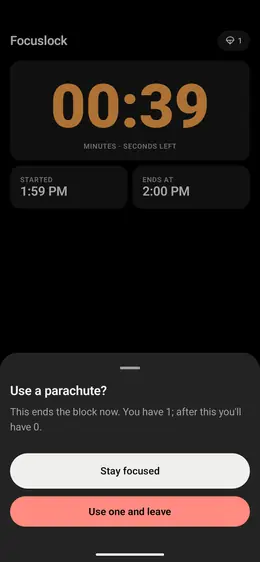 Focuslock
1
00:39
MINUTES · SECONDS LEFT
STARTED
1:59 PM
ENDS AT
2:00 PM
Use a parachute?
This ends the block now. You have 1; after this you'll
have 0.
Stay focused
Use one and leave